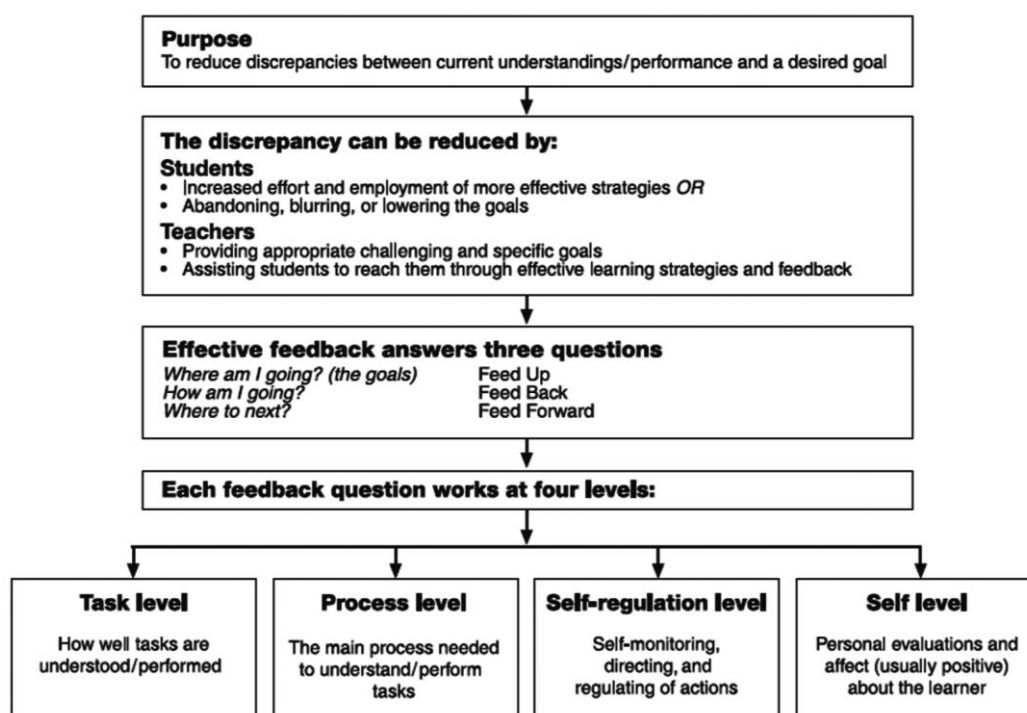 Purpose
To reduce discrepancies between current understandings/performance and a desired goal
The discrepancy can be reduced by:
Students
• Increased effort and employment of more effective strategies OR
• Abandoning, blurring, or lowering the goals
Teachers
• Providing appropriate challenging and specific goals
• Assisting students to reach them through effective learning strategies and feedback
Effective feedback answers three questions
Where am I going? (the goals) Feed Up
How am I going? Feed Back
Where to next? Feed Forward
Each feedback question works at four levels:
Task level
How well tasks are
understood/performed
Process level
The main process needed
to understand/perform
tasks
Self-regulation level
Self-monitoring,
directing, and
regulating of actions
Self level
Personal evaluations and
affect (usually positive)
about the learner